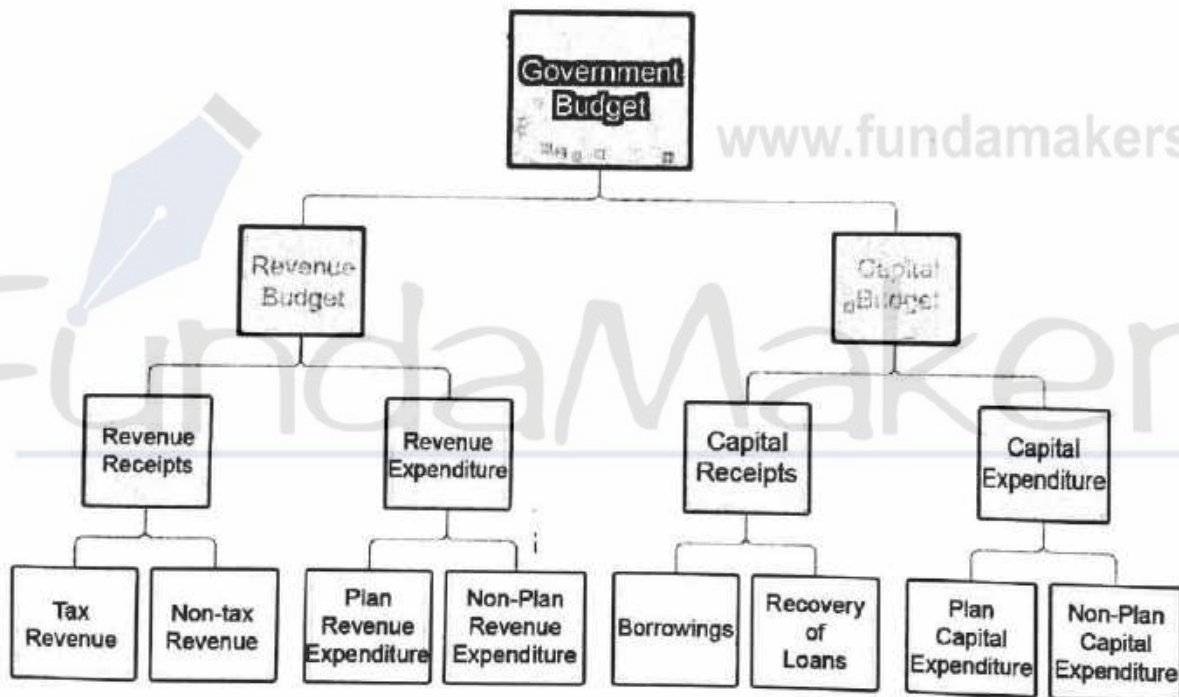 Government
Budget
www.fundamakers
FundaMaker
Revenue
Budget
Capital
Budget
Revenue
Receipts
Revenue
Expenditure
Capital
Receipts
Capital
Expenditure
Tax
Revenue
Non-tax
Revenue
Plan
Revenue
Expenditure
Non-Plan
Revenue
Expenditure
Borrowings
Recovery
of
Loans
Plan
Capital
Expenditure
Non-Plan
Capital
Expenditure